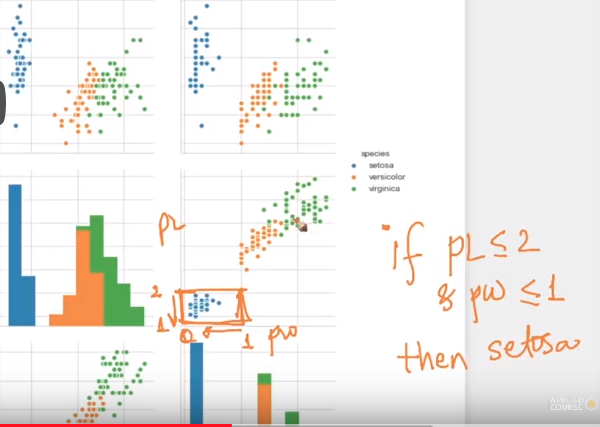 species
setosa
versicolor
virginica
PL
2
1
0
1
pw
if PL ≤ 2
& pw ≤ 1
then setosa
APPLIED
COURSE